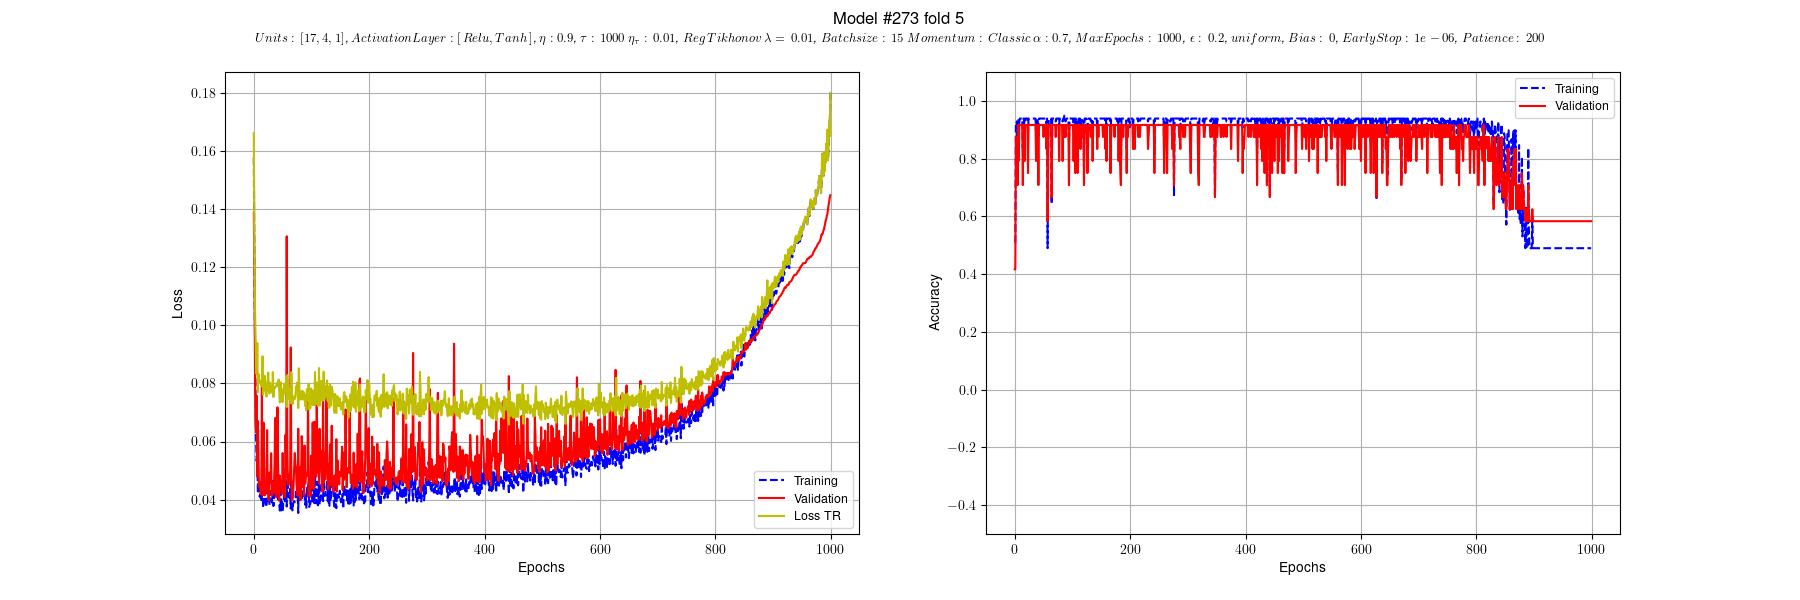 Model #273 fold 5
Units : [17, 4, 1], ActivationLayer : [ Relu, Tanh ], η : 0.9, τ : 1000 ητ : 0.01, RegTikhonov λ = 0.01, Batchsize : 15 Momentum : Classic α : 0.7, MaxEpochs : 1000, ϵ : 0.2, uniform, Bias : 0, EarlyStop : 1e − 06, Patience : 200
0.18
0.16
0.14
0.12
0.10
0.08
0.06
0.04
Loss
0 200 400 600 800 1000
Epochs
Training
Validation
Loss TR
1.0
0.8
0.6
0.4
0.2
0.0
−0.2
−0.4
Accuracy
0 200 400 600 800 1000
Epochs
Training
Validation